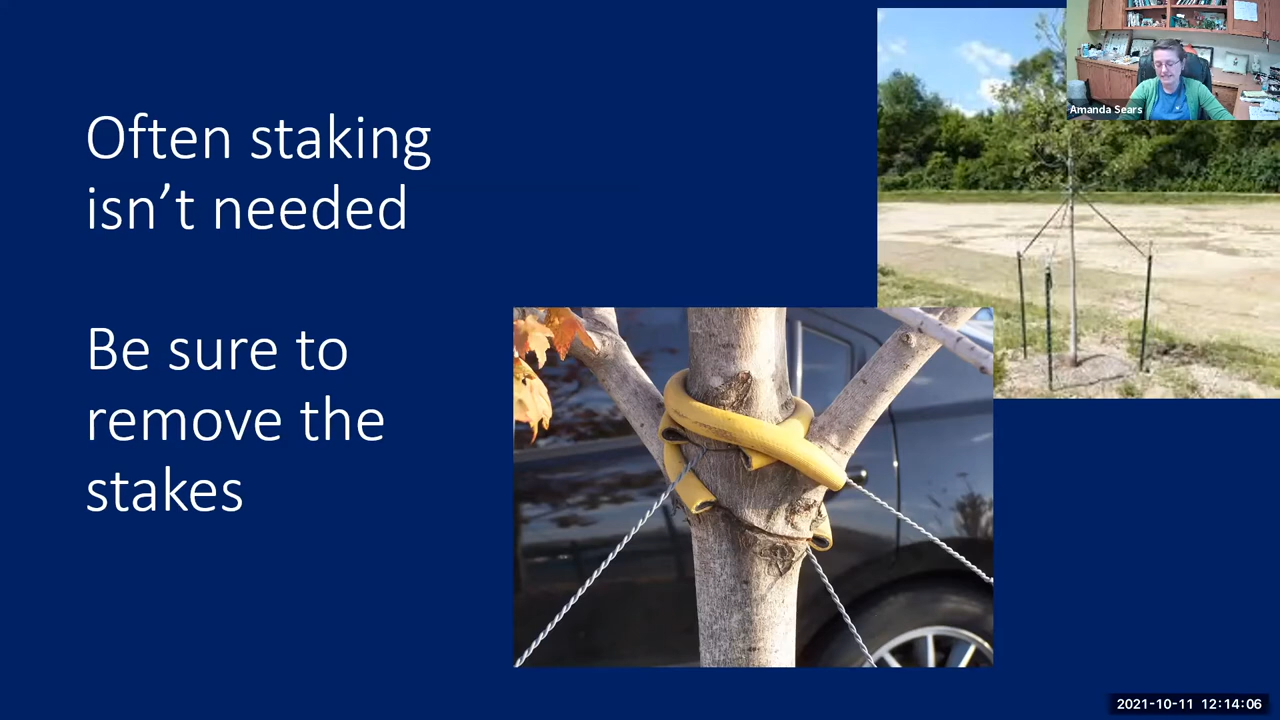 Often staking
isn’t needed
Be sure to
remove the
stakes
Amanda Sears
2021-10-11 12:14:06